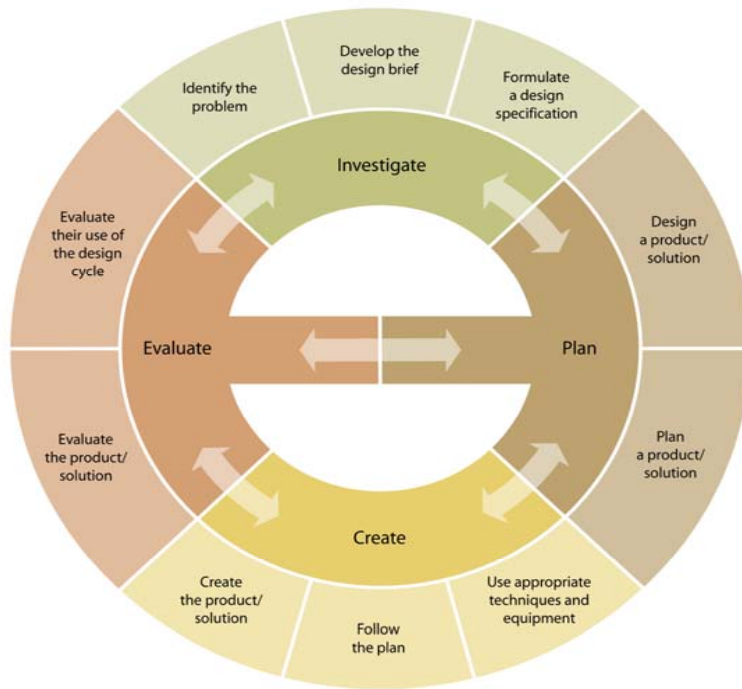 Develop the
design brief
Identify the
problem
Formulate
a design
specification
Investigate
Evaluate
their use of
the design
cycle
Design
a product/
solution
Evaluate
Plan
Evaluate
the product/
solution
Plan
a product/
solution
Create
Create
the product/
solution
Follow
the plan
Use appropriate
techniques and
equipment